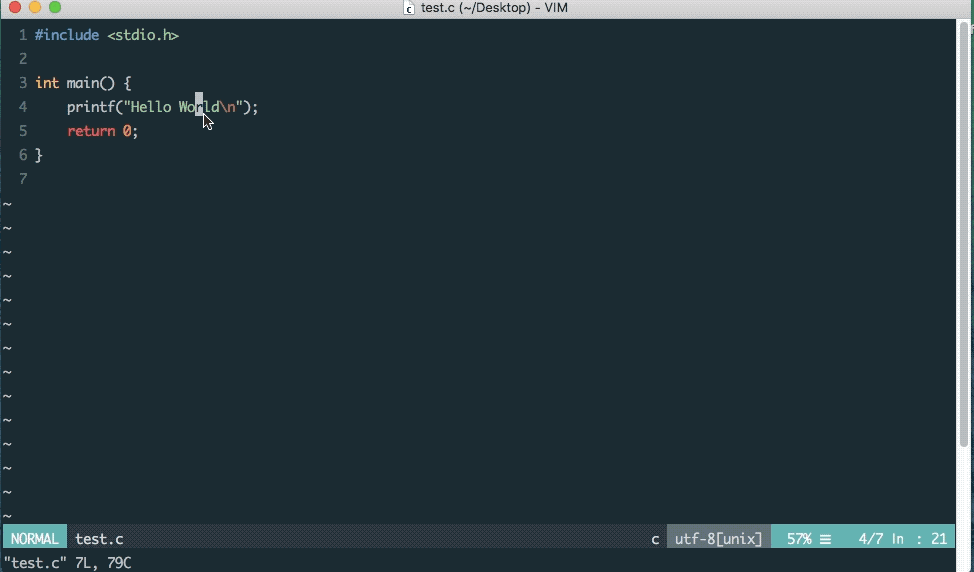 test.c (~/Desktop) - VIM
1 #include <stdio.h>
2
3 int main() {
4     printf("Hello World\n");
5     return 0;
6 }
7
~
~
~
~
~
~
~
~
~
~
~
~
~
~
NORMAL test.c c utf-8[unix] 57% ☰ 4/7 ln : 21
"test.c" 7L, 79C